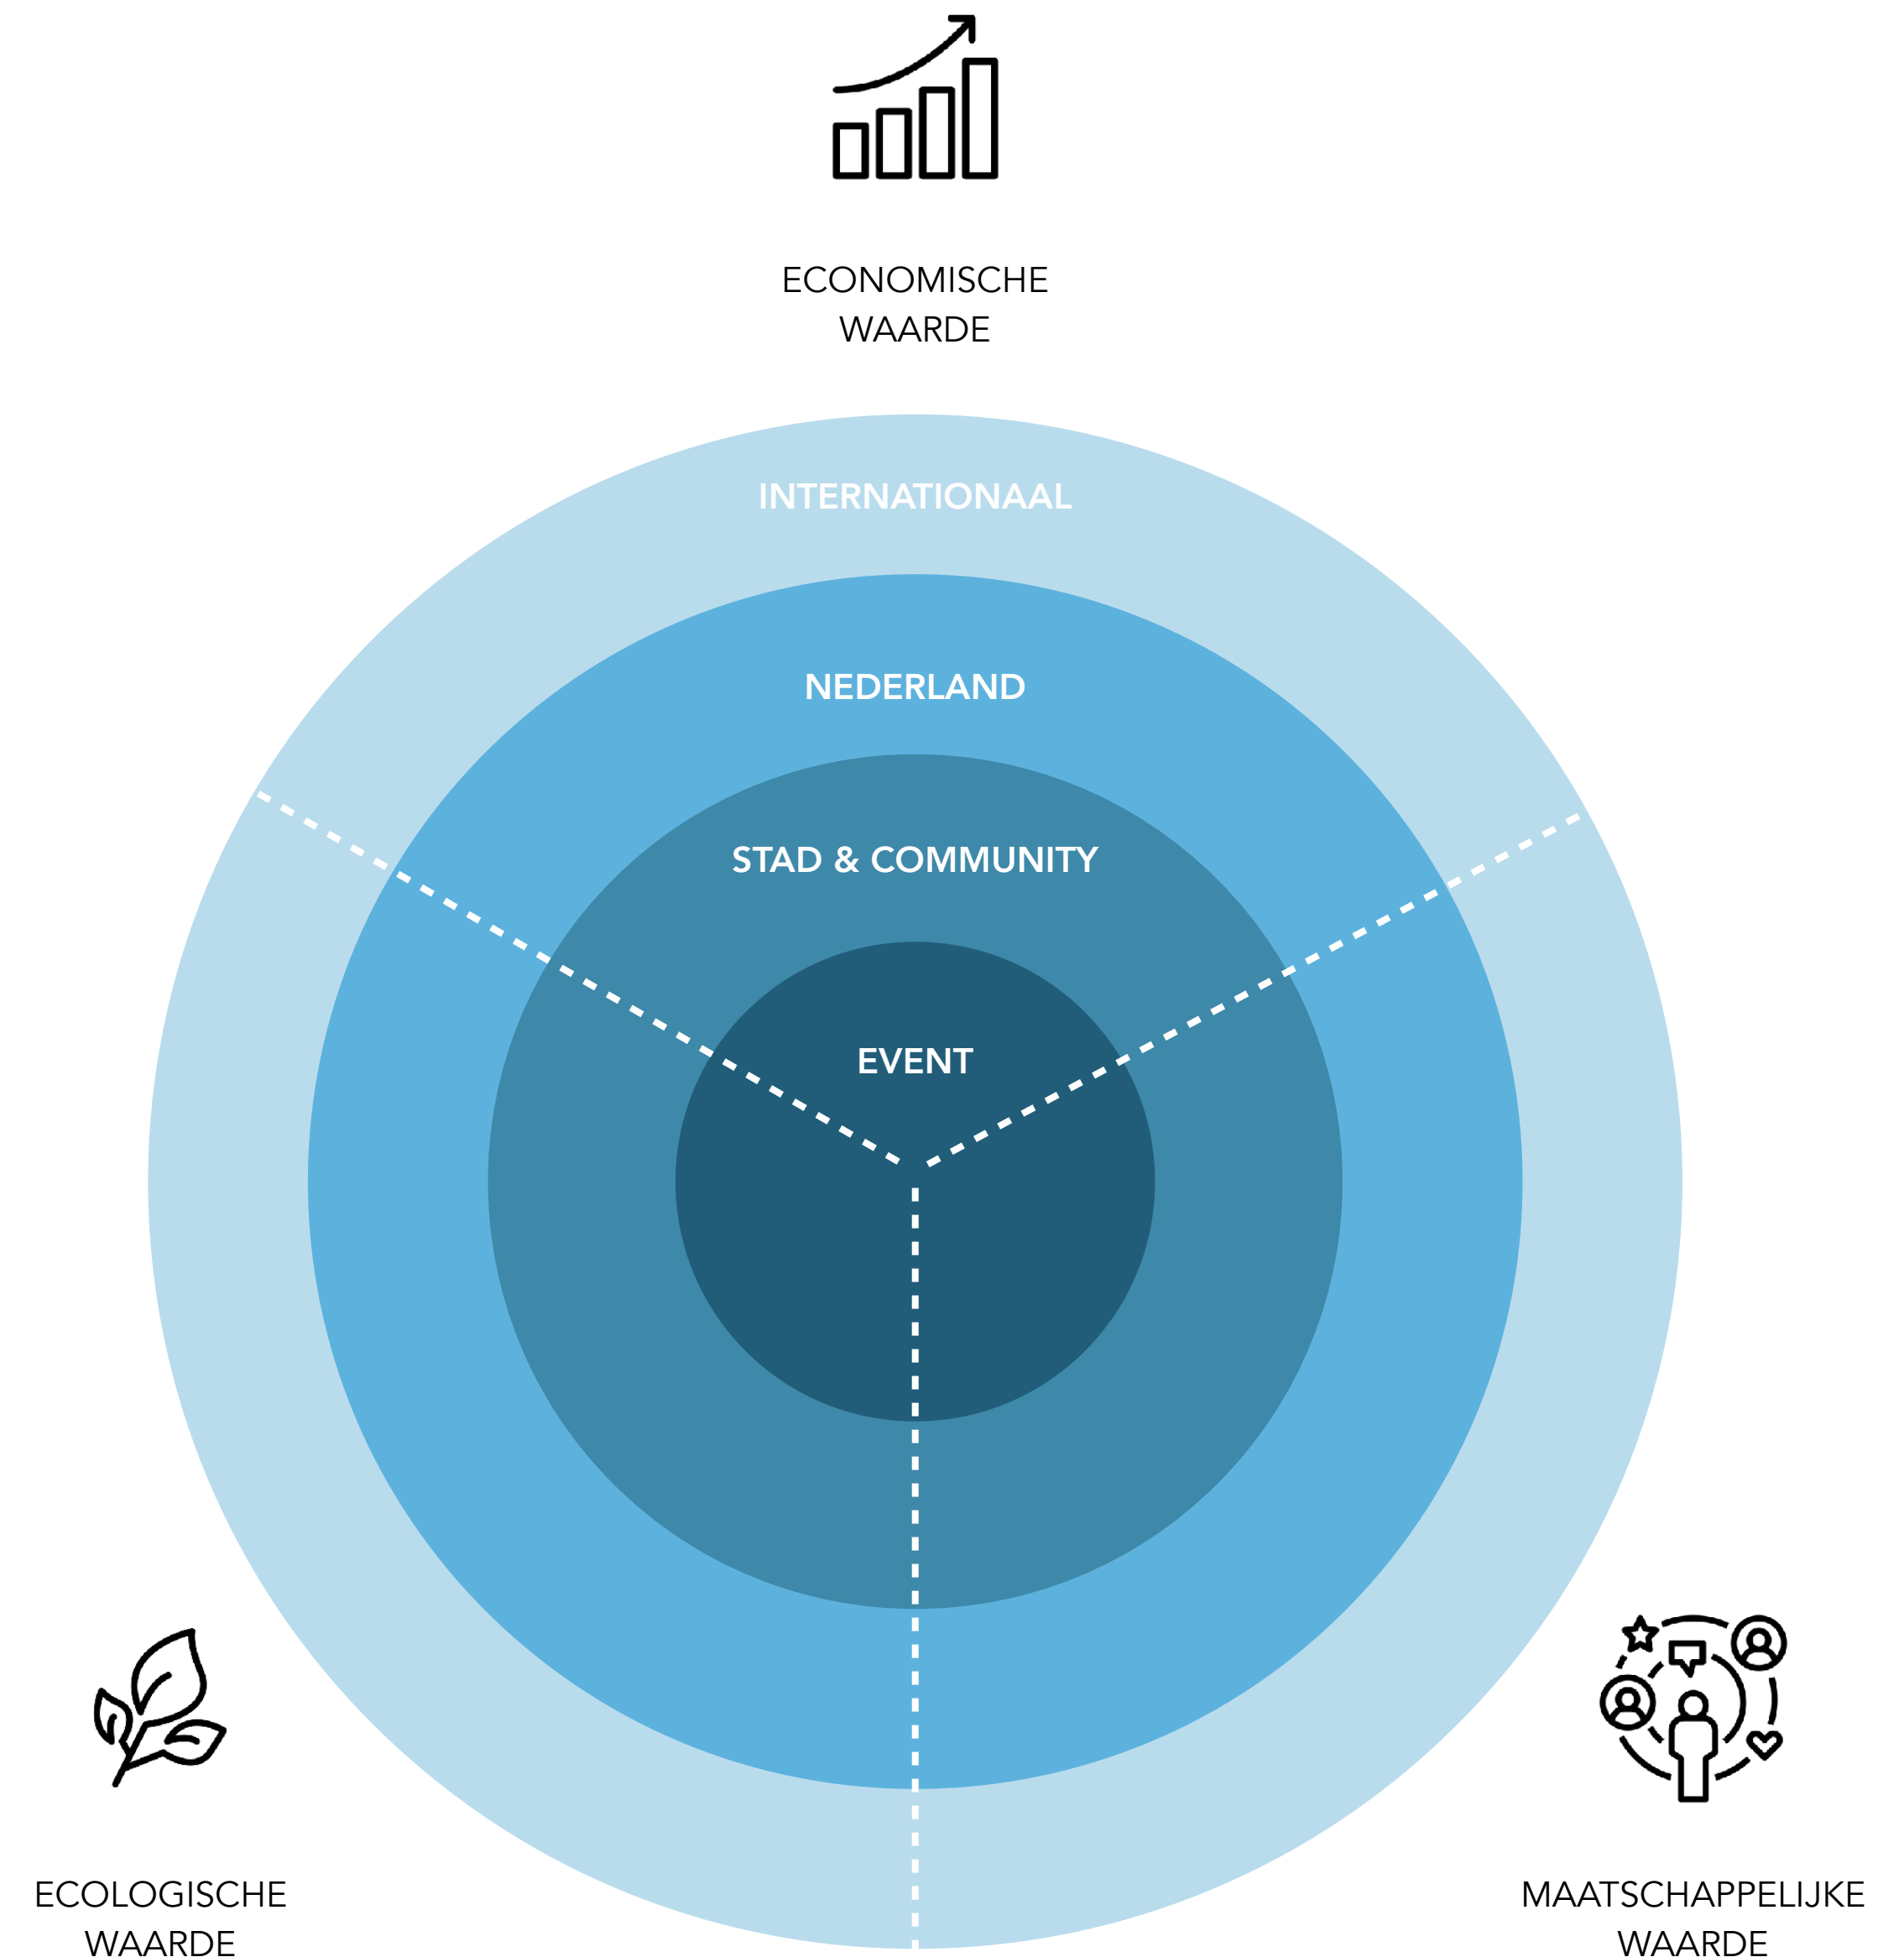 ECONOMISCHE
WAARDE
INTERNATIONAAL
NEDERLAND
STAD & COMMUNITY
EVENT
ECOLOGISCHE
WAARDE
MAATSCHAPPELIJKE
WAARDE